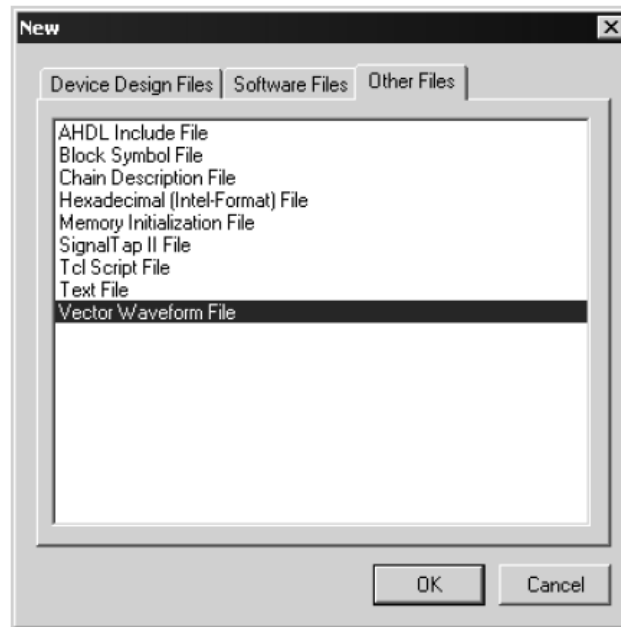 New
Device Design Files Software Files Other Files
AHDL Include File
Block Symbol File
Chain Description File
Hexadecimal (Intel-Format) File
Memory Initialization File
SignalTap II File
Tcl Script File
Text File
Vector Waveform File
OK Cancel